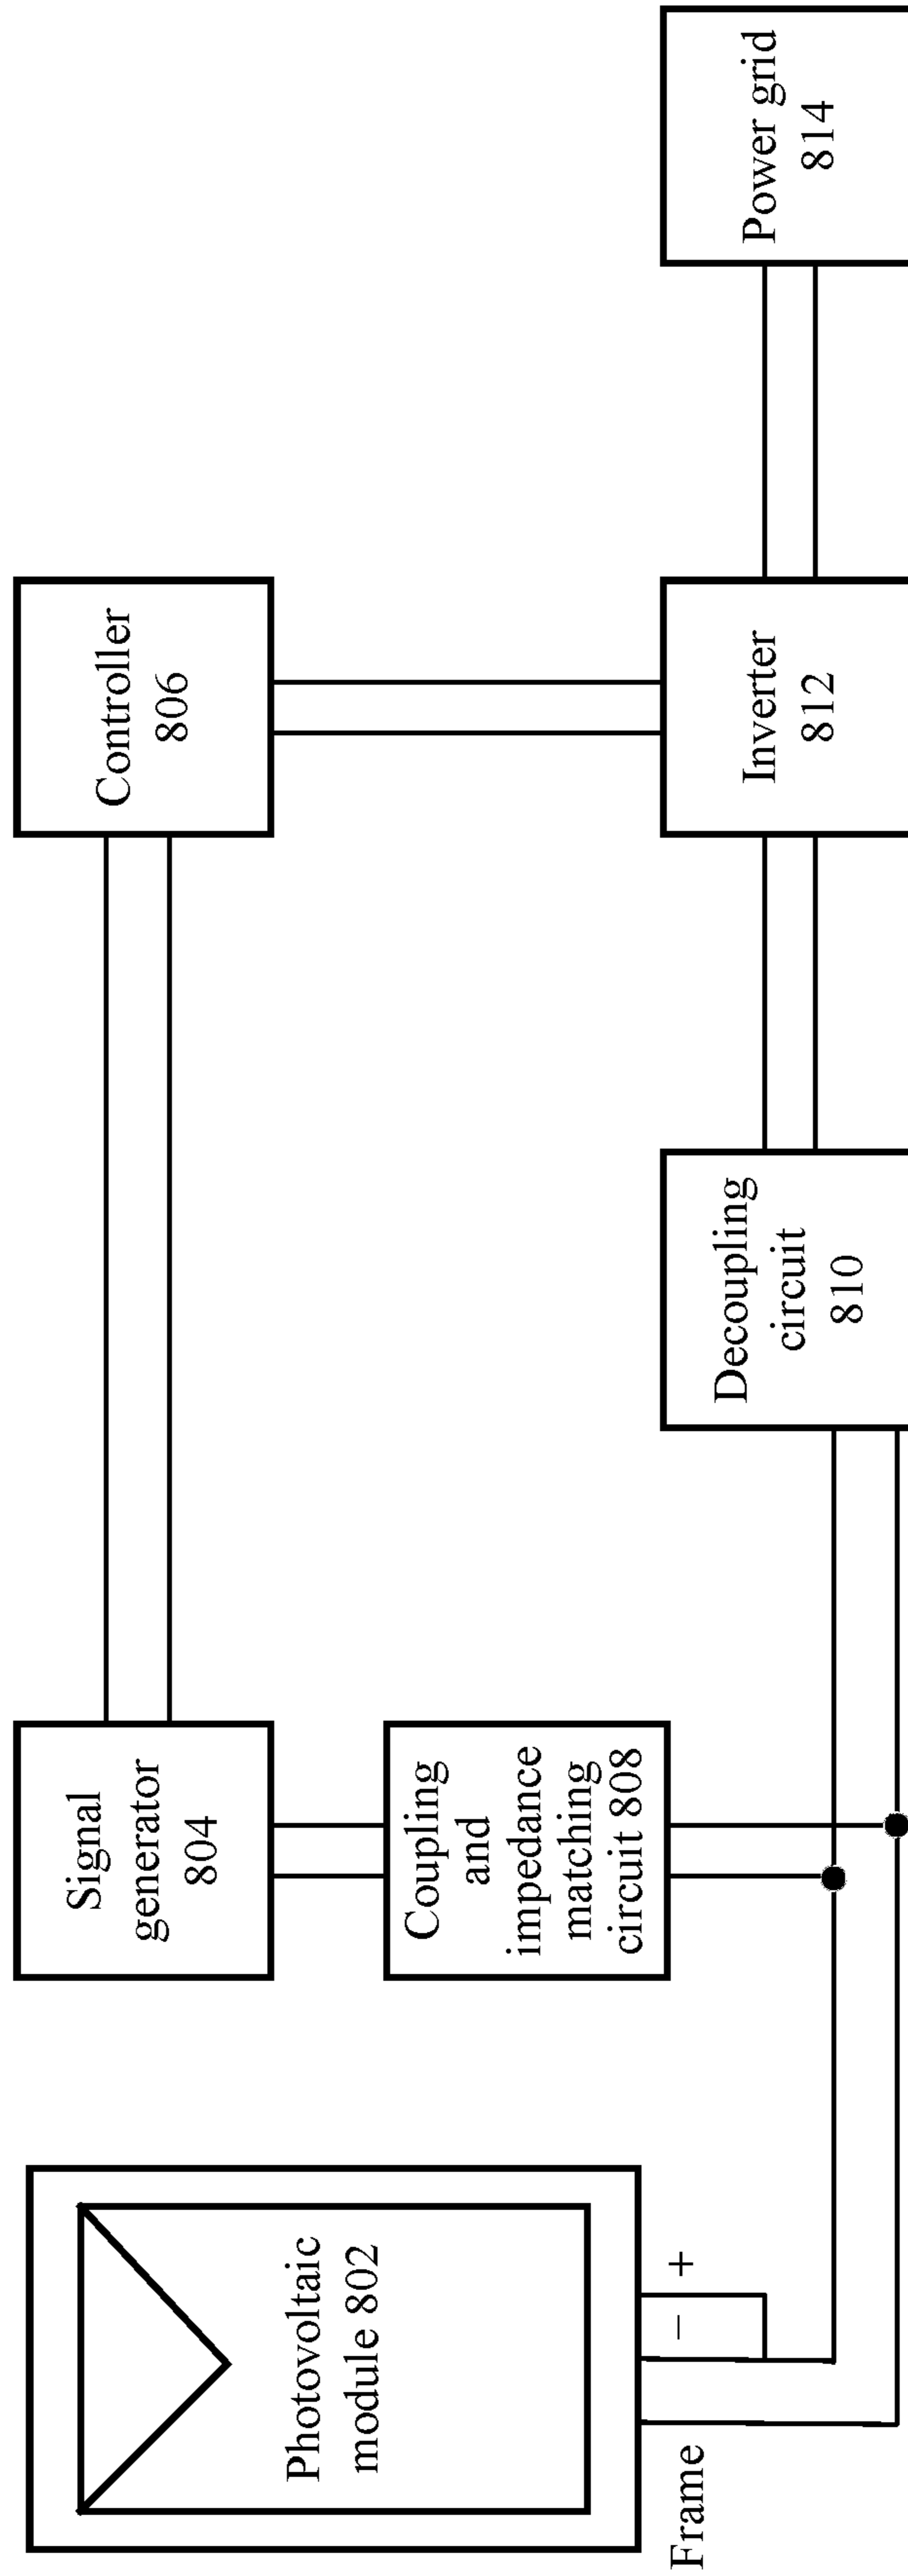 Photovoltaic
module 802
Frame
−
+
Signal
generator
804
Coupling
and
impedance
matching
circuit 808
Controller
806
Decoupling
circuit
810
Inverter
812
Power grid
814